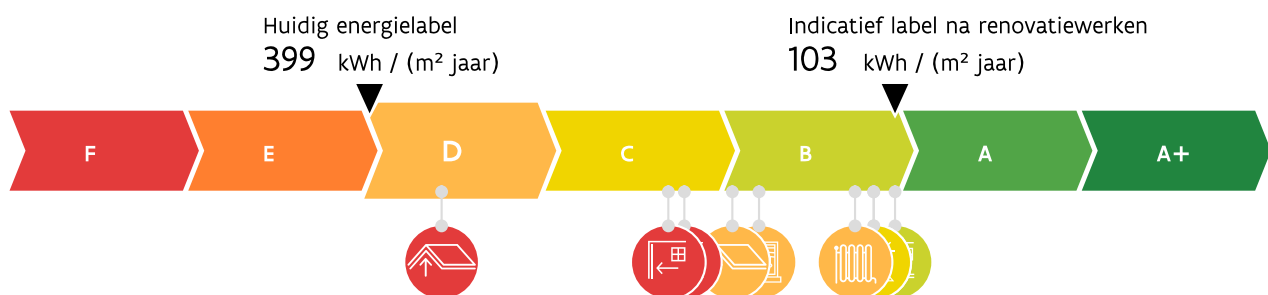 Huidig energielabel
399 kWh / (m² jaar)
Indicatief label na renovatiewerken
103 kWh / (m² jaar)
F E D C B A A+